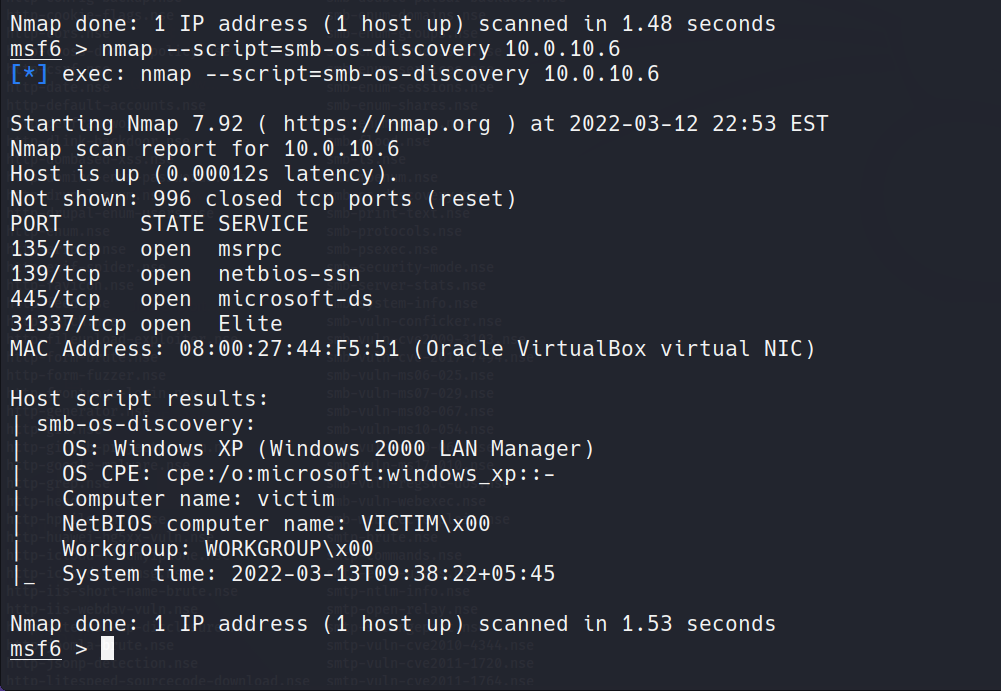 Nmap done: 1 IP address (1 host up) scanned in 1.48 seconds
msf6 > nmap --script=smb-os-discovery 10.0.10.6
[*] exec: nmap --script=smb-os-discovery 10.0.10.6
Starting Nmap 7.92 ( https://nmap.org ) at 2022-03-12 22:53 EST
Nmap scan report for 10.0.10.6
Host is up (0.00012s latency).
Not shown: 996 closed tcp ports (reset)
PORT      STATE SERVICE
135/tcp   open  msrpc
139/tcp   open  netbios-ssn
445/tcp   open  microsoft-ds
31337/tcp open  Elite
MAC Address: 08:00:27:44:F5:51 (Oracle VirtualBox virtual NIC)
Host script results:
| smb-os-discovery:
|   OS: Windows XP (Windows 2000 LAN Manager)
|   OS CPE: cpe:/o:microsoft:windows_xp::-
|   Computer name: victim
|   NetBIOS computer name: VICTIM\x00
|   Workgroup: WORKGROUP\x00
|_  System time: 2022-03-13T09:38:22+05:45
Nmap done: 1 IP address (1 host up) scanned in 1.53 seconds
msf6 >